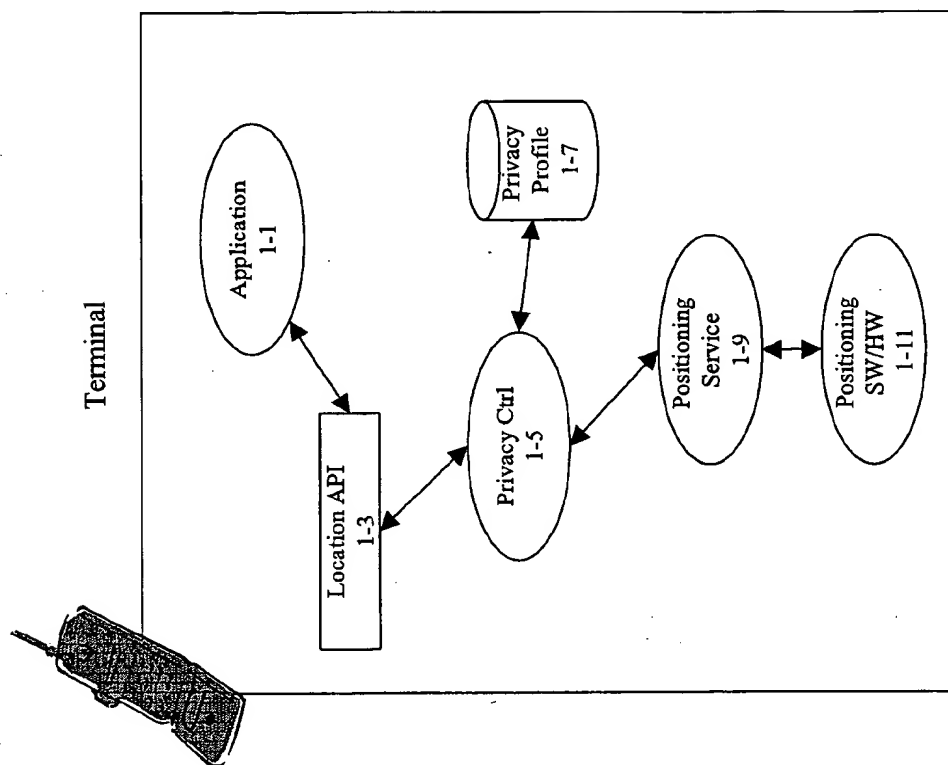 Terminal
Application
1-1
Location API
1-3
Privacy Ctrl
1-5
Privacy
Profile
1-7
Positioning
Service
1-9
Positioning
SW/HW
1-11